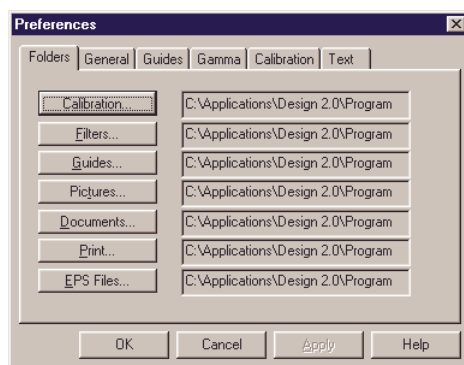 Preferences
Folders General Guides Gamma Calibration Text
Calibration... C:\Applications\Design 2.0\Program
Filters... C:\Applications\Design 2.0\Program
Guides... C:\Applications\Design 2.0\Program
Pictures... C:\Applications\Design 2.0\Program
Documents... C:\Applications\Design 2.0\Program
Print... C:\Applications\Design 2.0\Program
EPS Files... C:\Applications\Design 2.0\Program
OK Cancel Apply Help